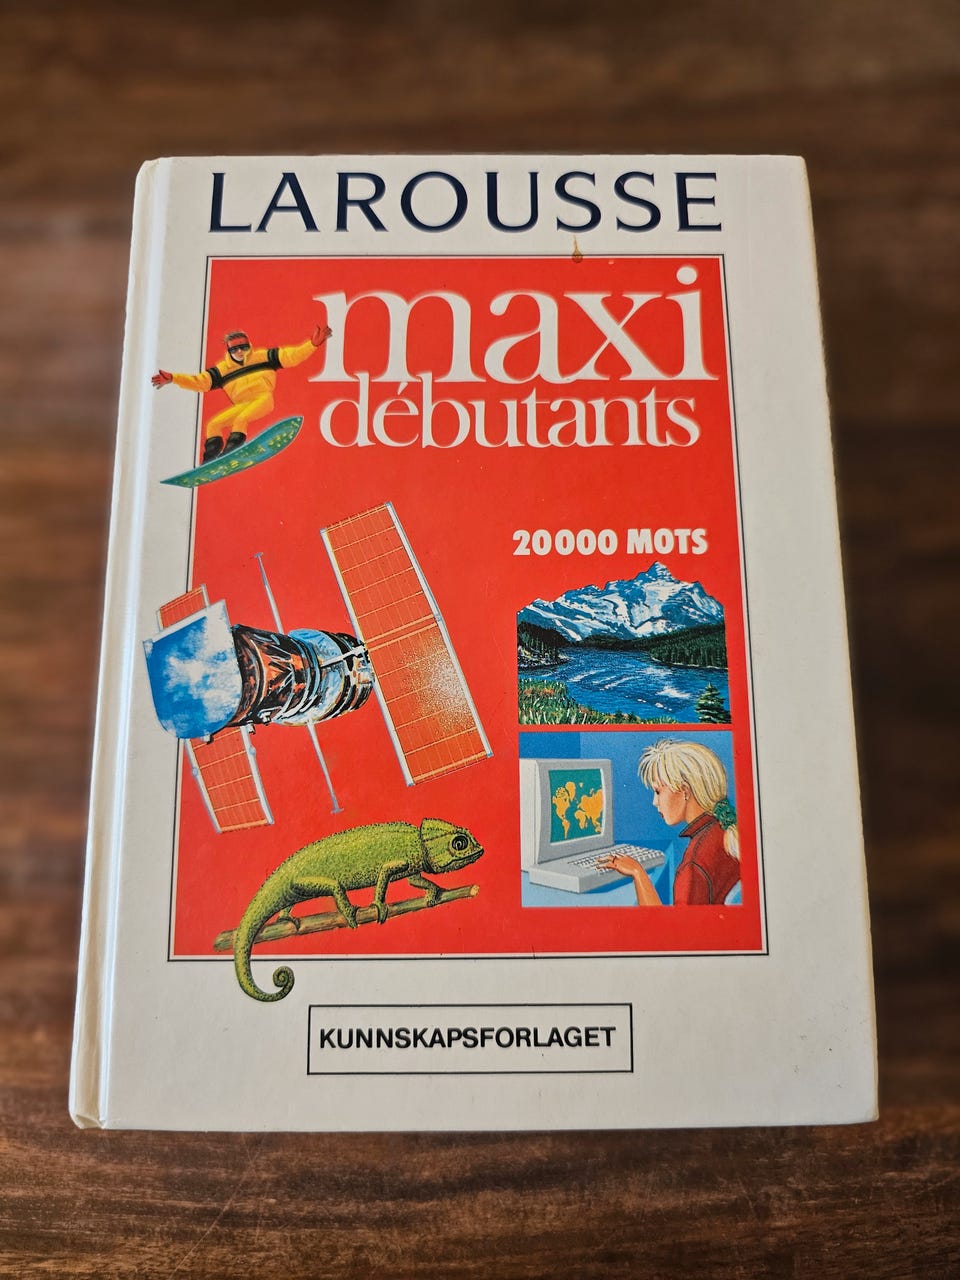 LAROUSSE
maxi
débutants
20000 MOTS
KUNNSKAPSFORLAGET